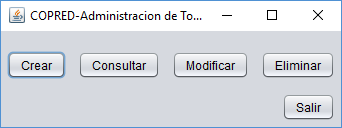 COPRED-Administracion de To...
Crear Consultar Modificar Eliminar
Salir